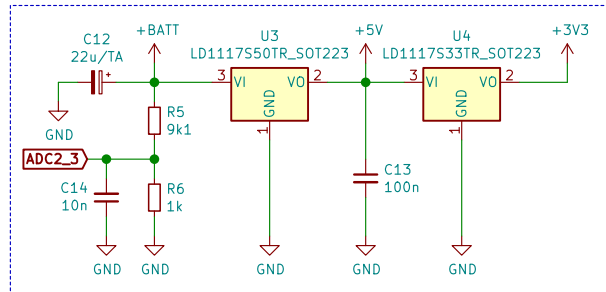 C12
22u/TA
+BATT
U3
LD1117S50TR_SOT223
+5V
U4
LD1117S33TR_SOT223
+3V3
+
3 VI VO 2
GND
1
3 VI VO 2
GND
1
GND
R5
9k1
ADC2_3
C14
10n
R6
1k
C13
100n
GND
GND
GND
GND
GND